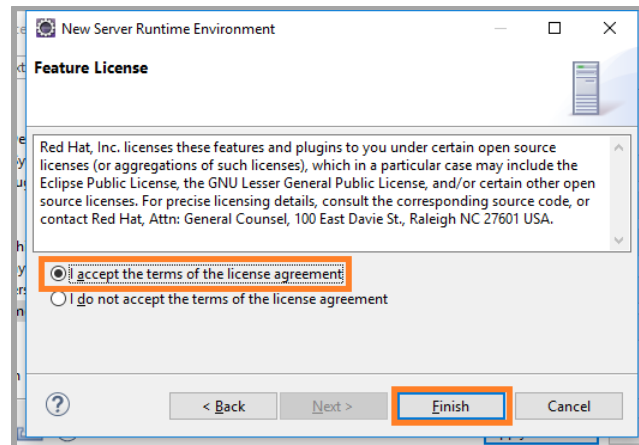 New Server Runtime Environment
Feature License
Red Hat, Inc. licenses these features and plugins to you under certain open source
licenses (or aggregations of such licenses), which in a particular case may include the
Eclipse Public License, the GNU Lesser General Public License, and/or certain other open
source licenses. For precise licensing details, consult the corresponding source code, or
contact Red Hat, Attn: General Counsel, 100 East Davie St., Raleigh NC 27601 USA.
I accept the terms of the license agreement
I do not accept the terms of the license agreement
? < Back Next > Finish Cancel